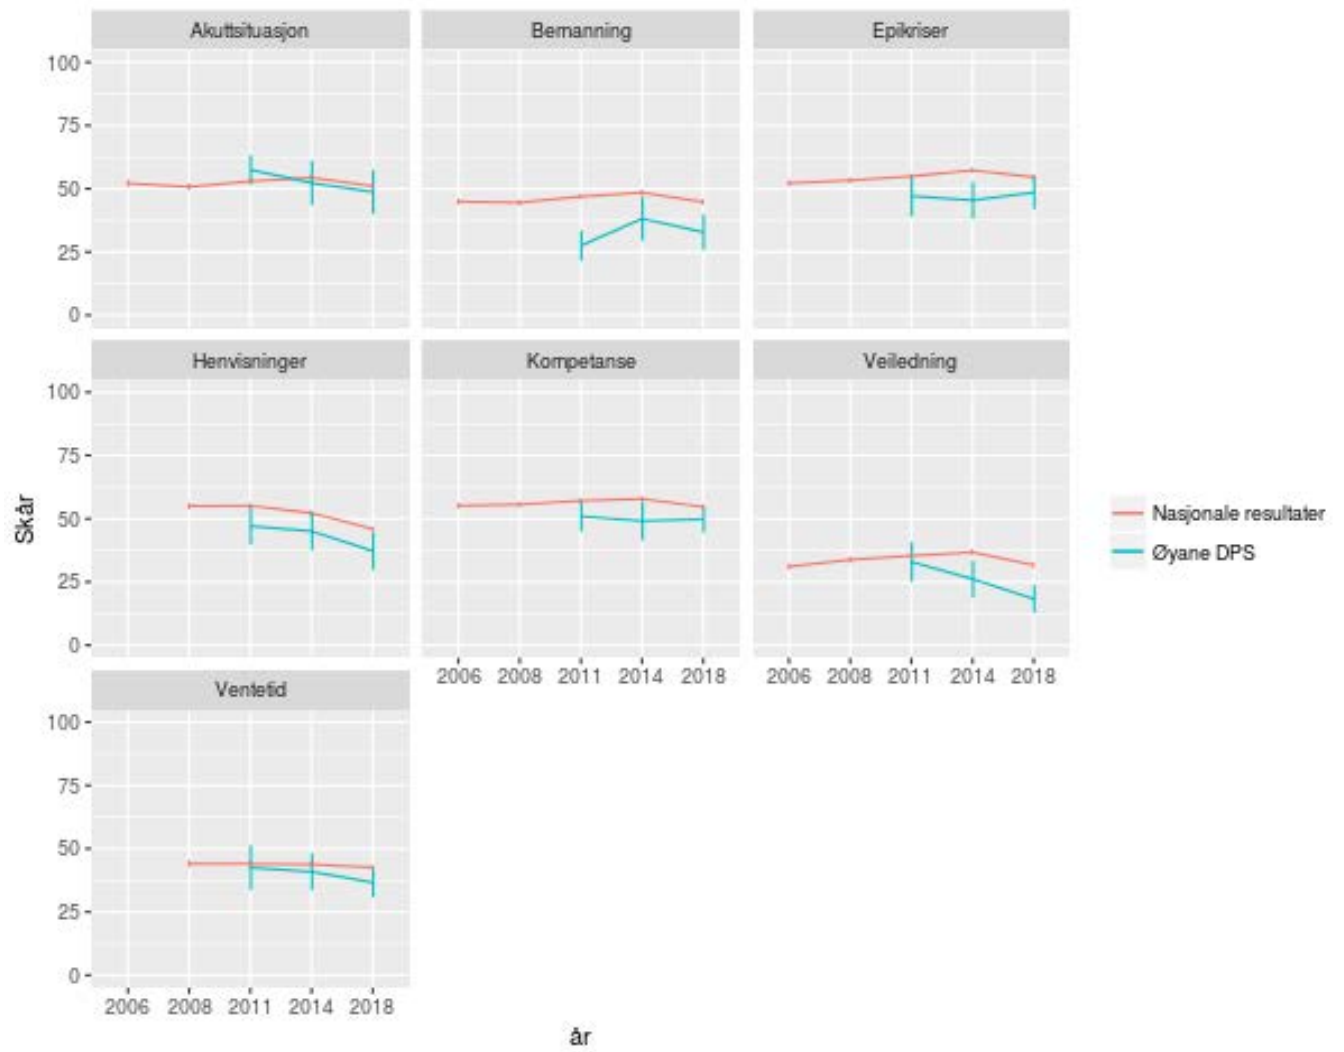 Akuttsituasjon
Bemanning
Epikriser
100
75
50
25
0
Henvisninger
Kompetanse
Veiledning
100
75
50
25
0
2006 2008 2011 2014 2018
2006 2008 2011 2014 2018
Ventetid
100
75
50
25
0
2006 2008 2011 2014 2018
Skår
år
Nasjonale resultater
Øyane DPS